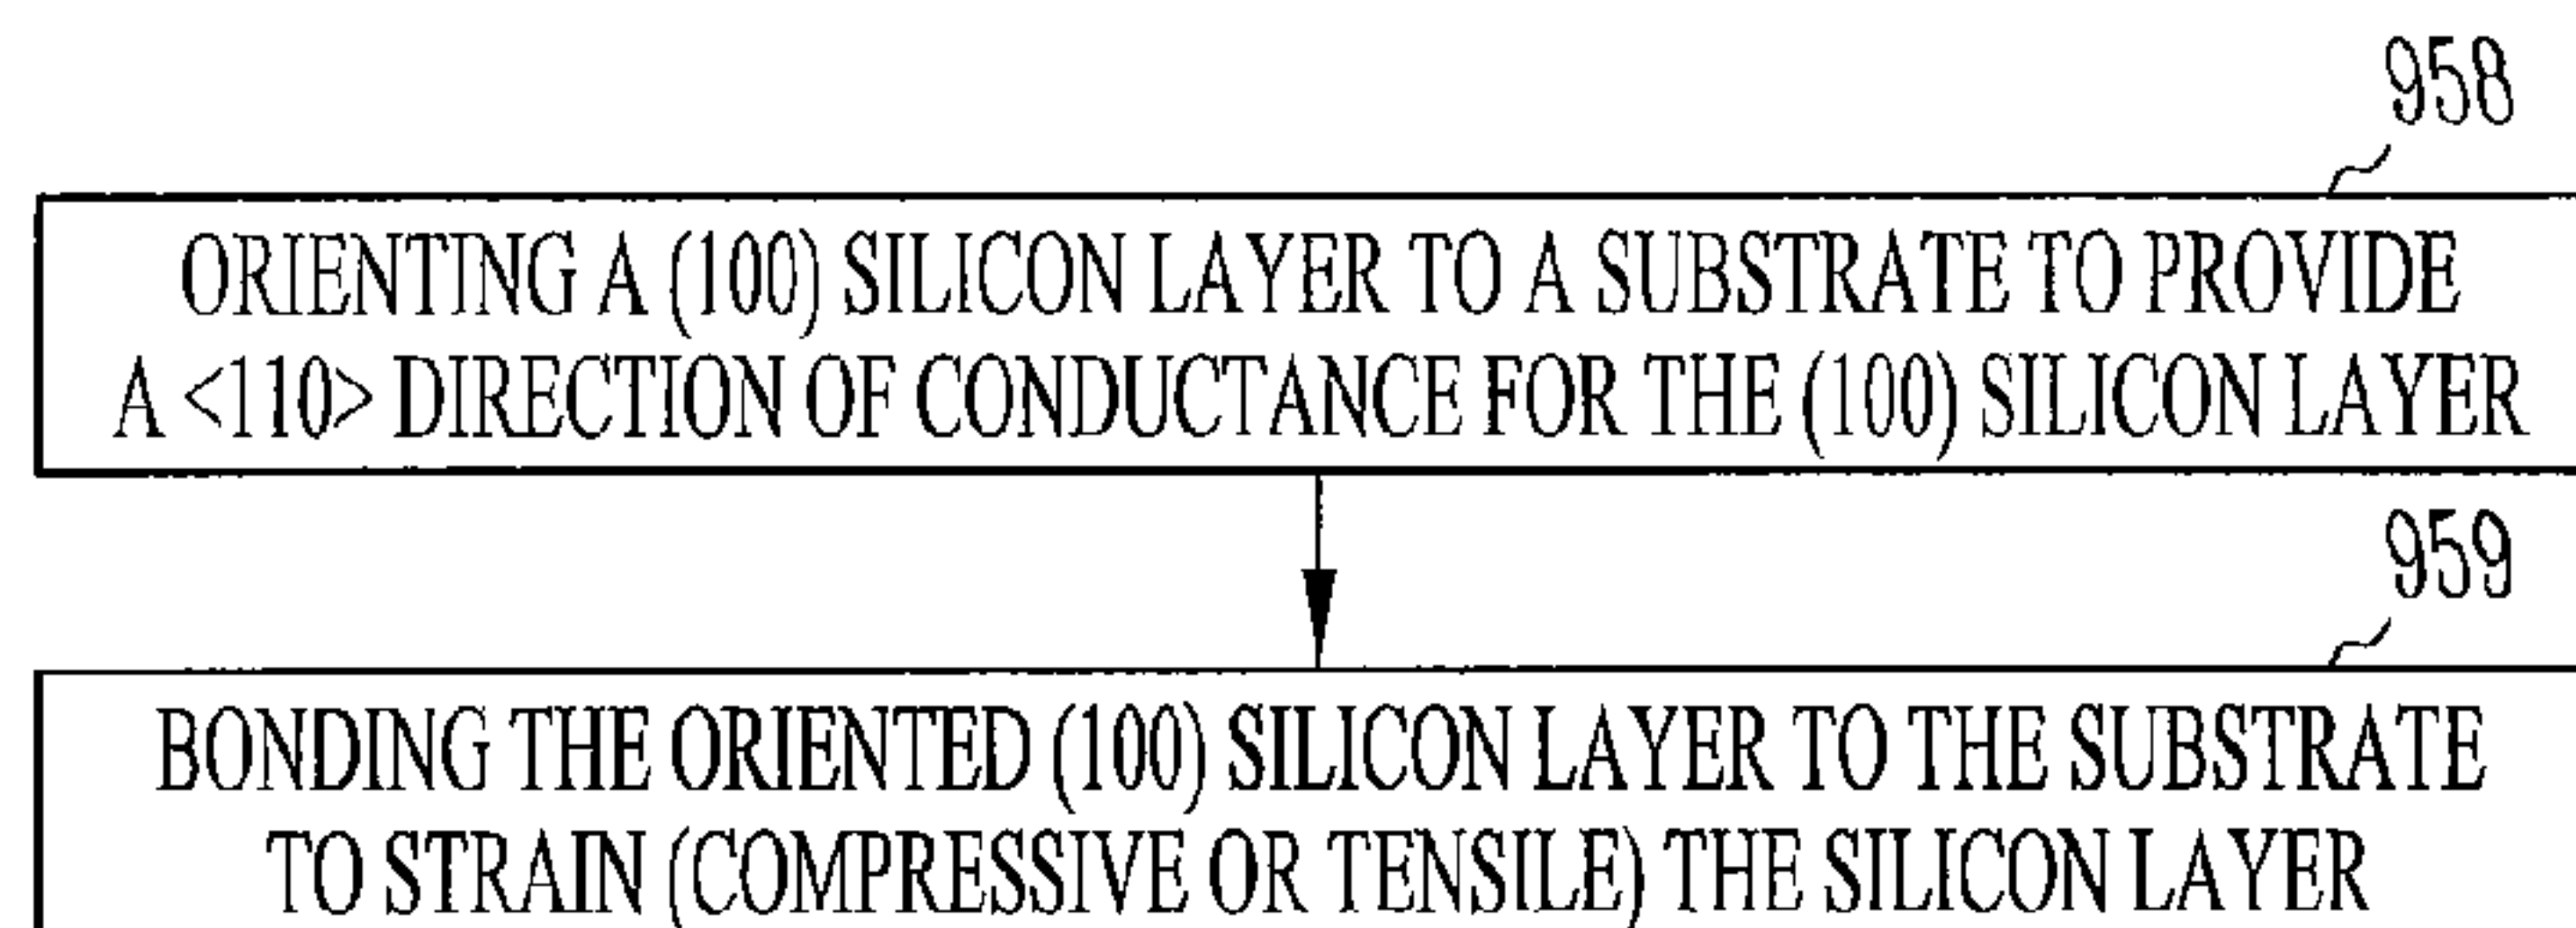 958
ORIENTING A (100) SILICON LAYER TO A SUBSTRATE TO PROVIDE
A <110> DIRECTION OF CONDUCTANCE FOR THE (100) SILICON LAYER
959
BONDING THE ORIENTED (100) SILICON LAYER TO THE SUBSTRATE
TO STRAIN (COMPRESSIVE OR TENSILE) THE SILICON LAYER